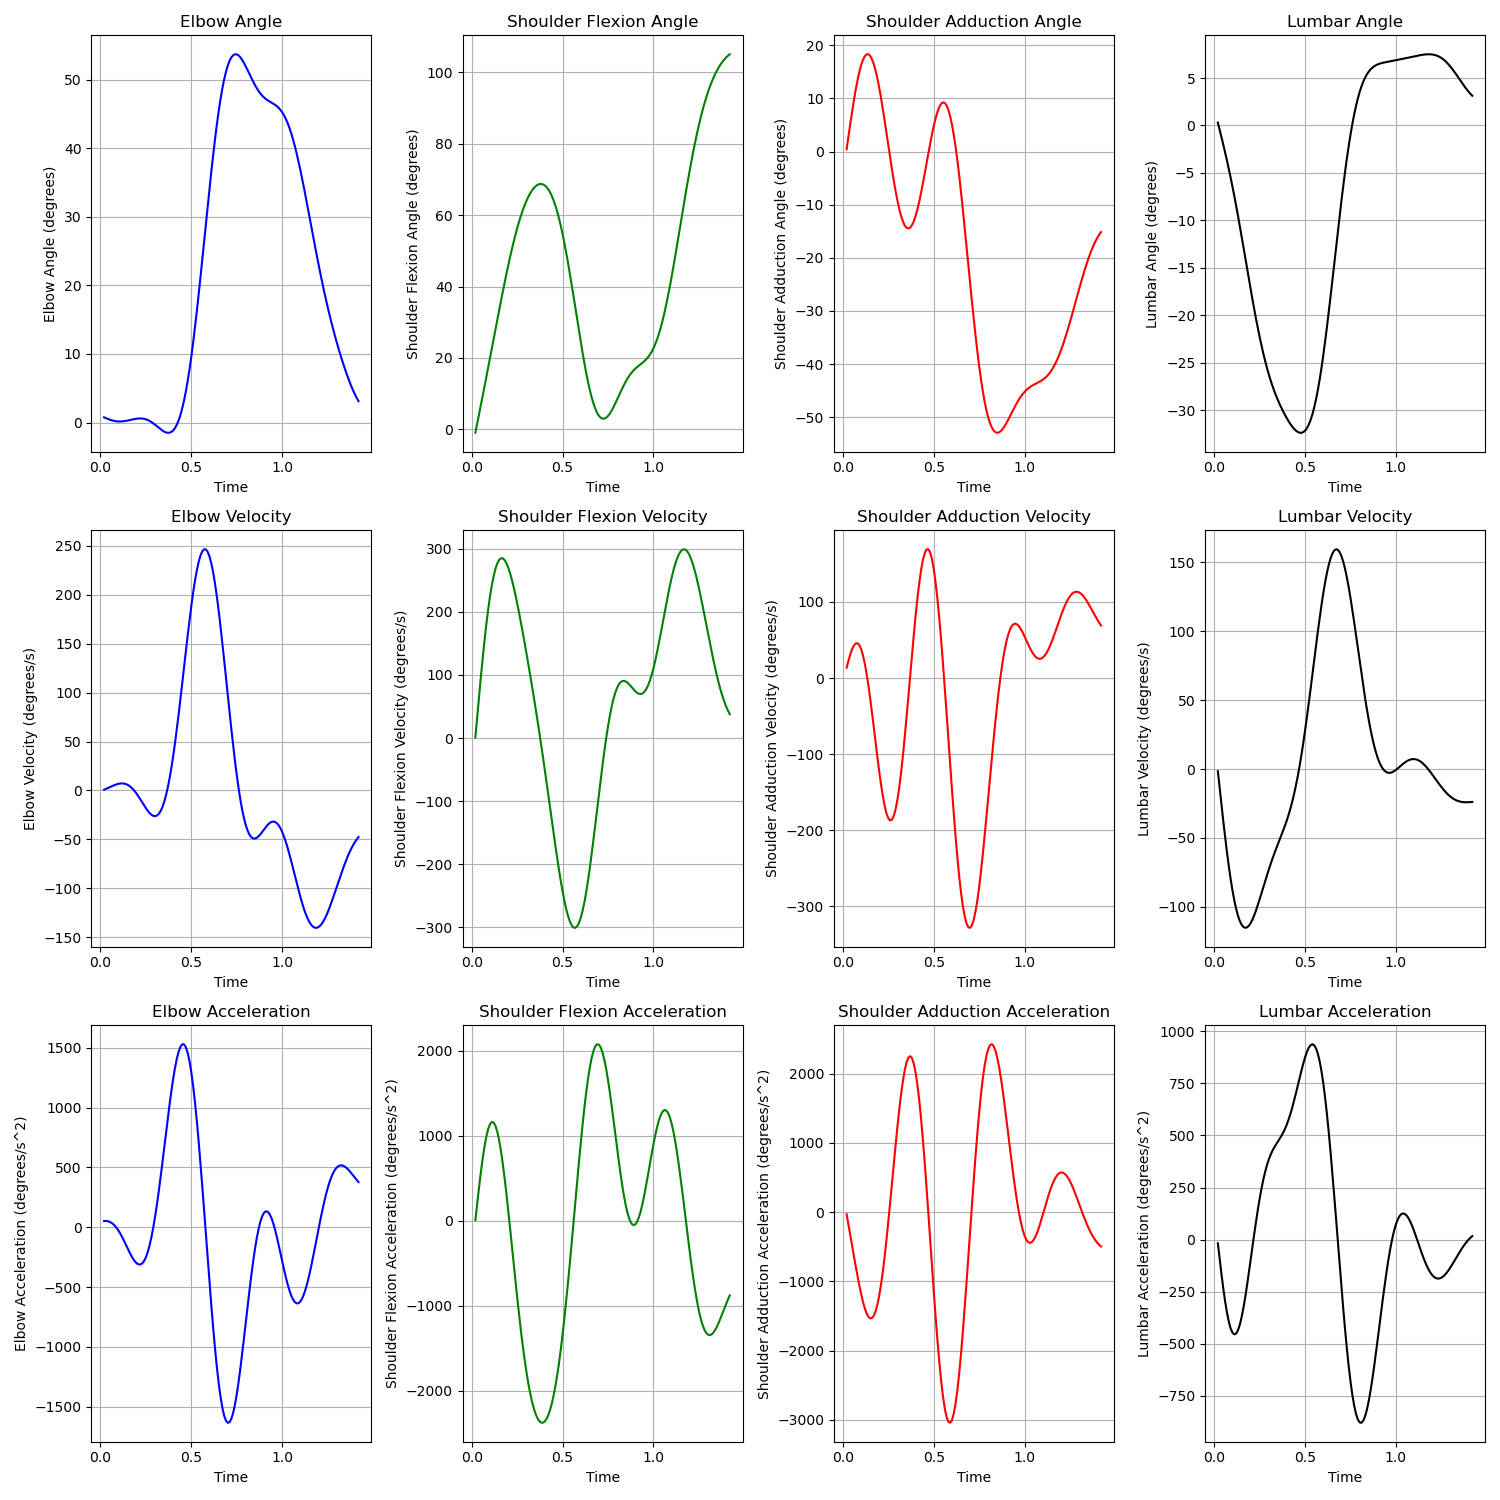 Elbow Angle
Elbow Angle (degrees)
50
40
30
20
10
0
0.0 0.5 1.0
Time
Shoulder Flexion Angle
Shoulder Flexion Angle (degrees)
100
80
60
40
20
0
0.0 0.5 1.0
Time
Shoulder Adduction Angle
Shoulder Adduction Angle (degrees)
20
10
0
−10
−20
−30
−40
−50
0.0 0.5 1.0
Time
Lumbar Angle
Lumbar Angle (degrees)
5
0
−5
−10
−15
−20
−25
−30
0.0 0.5 1.0
Time
Elbow Velocity
Elbow Velocity (degrees/s)
250
200
150
100
50
0
−50
−100
−150
0.0 0.5 1.0
Time
Shoulder Flexion Velocity
Shoulder Flexion Velocity (degrees/s)
300
200
100
0
−100
−200
−300
0.0 0.5 1.0
Time
Shoulder Adduction Velocity
Shoulder Adduction Velocity (degrees/s)
100
0
−100
−200
−300
0.0 0.5 1.0
Time
Lumbar Velocity
Lumbar Velocity (degrees/s)
150
100
50
0
−50
−100
0.0 0.5 1.0
Time
Elbow Acceleration
Elbow Acceleration (degrees/s^2)
1500
1000
500
0
−500
−1000
−1500
0.0 0.5 1.0
Time
Shoulder Flexion Acceleration
Shoulder Flexion Acceleration (degrees/s^2)
2000
1000
0
−1000
−2000
0.0 0.5 1.0
Time
Shoulder Adduction Acceleration
Shoulder Adduction Acceleration (degrees/s^2)
2000
1000
0
−1000
−2000
−3000
0.0 0.5 1.0
Time
Lumbar Acceleration
Lumbar Acceleration (degrees/s^2)
1000
750
500
250
0
−250
−500
−750
0.0 0.5 1.0
Time